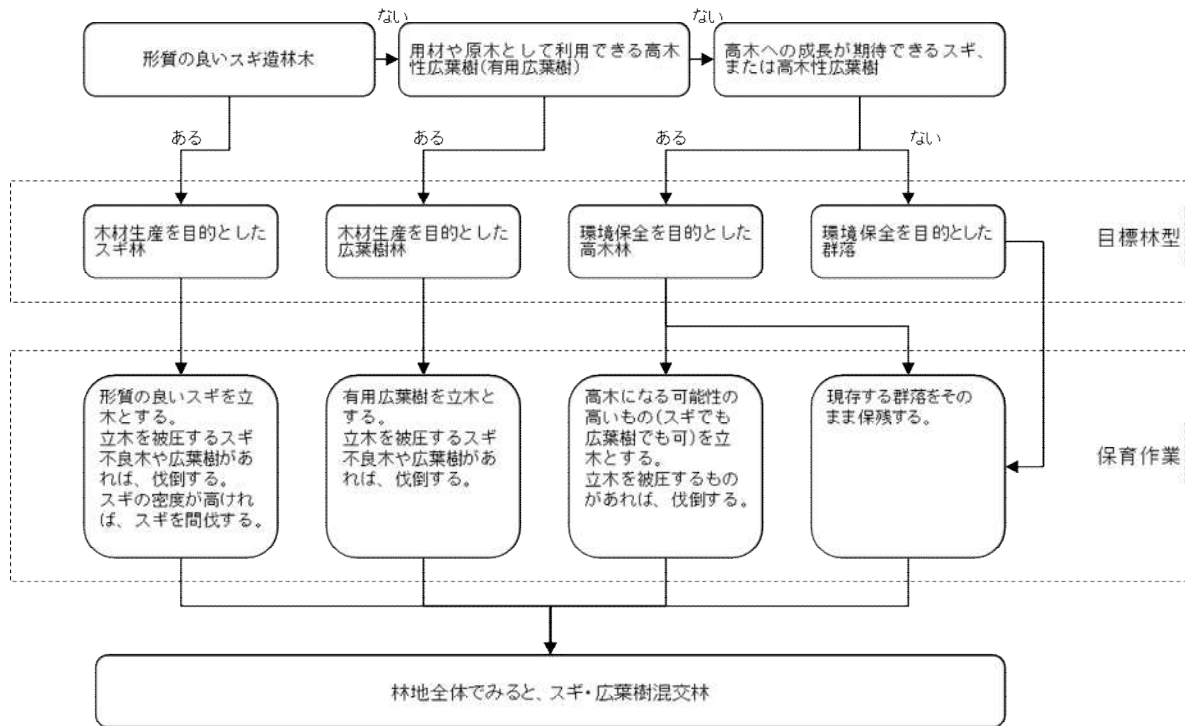 ない
ない
形質の良いスギ造林木
用材や原木として利用できる高木
性広葉樹(有用広葉樹)
高木への成長が期待できるスギ、
または高木性広葉樹
ある
ある
ある
ない
木材生産を目的とした
スギ林
木材生産を目的とした
広葉樹林
環境保全を目的とした
高木林
環境保全を目的とした
群落
目標林型
形質の良いスギを立
木とする。
立木を被圧するスギ
不良木や広葉樹があ
れば、伐倒する。
スギの密度が高けれ
ば、スギを間伐する。
有用広葉樹を立木と
する。
立木を被圧するスギ
不良木や広葉樹があ
れば、伐倒する。
高木になる可能性の
高いもの(スギでも
広葉樹でも可)を立
木とする。
立木を被圧するもの
があれば、伐倒する。
現存する群落をその
まま保残する。
保育作業
林地全体でみると、スギ・広葉樹混交林